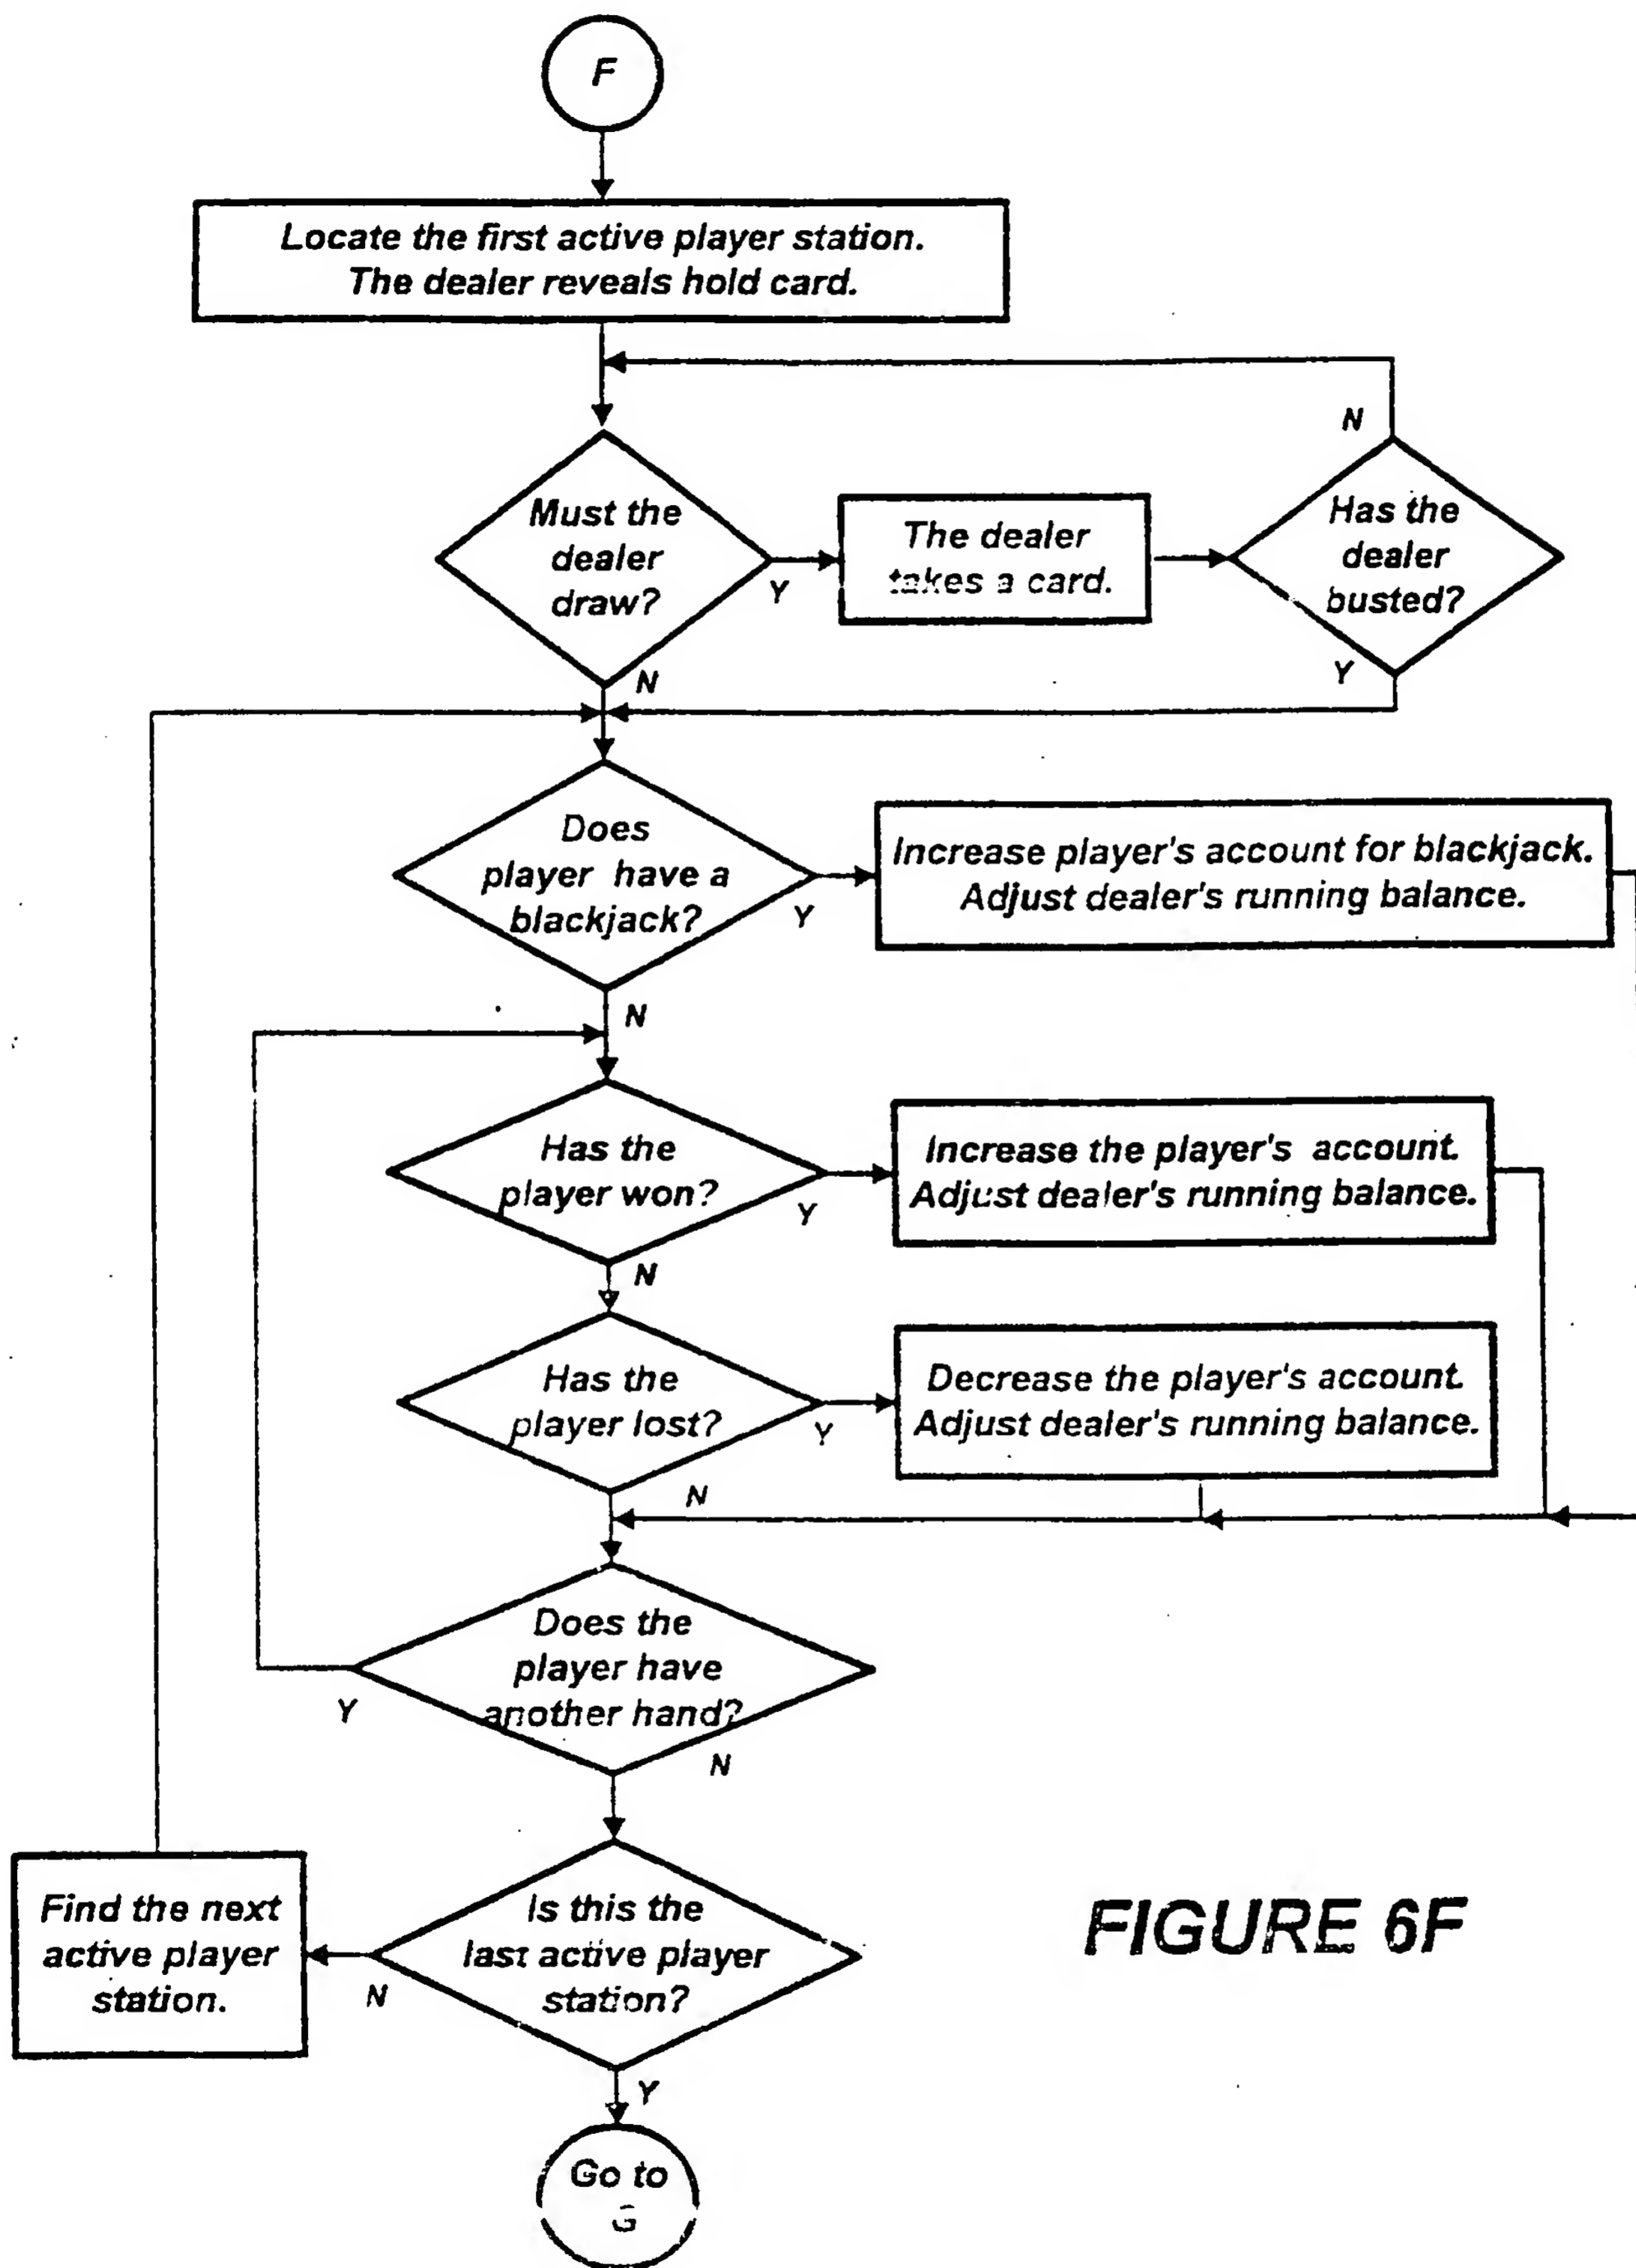 F
Locate the first active player station.
The dealer reveals hold card.
N
Must the
dealer
draw?
Y
The dealer
takes a card.
Has the
dealer
busted?
Y
N
Does
player have a
blackjack?
Y
Increase player's account for blackjack.
Adjust dealer's running balance.
N
Has the
player won?
Y
Increase the player's account.
Adjust dealer's running balance.
N
Has the
player lost?
Y
Decrease the player's account.
Adjust dealer's running balance.
N
Does the
player have
another hand?
Y
N
Find the next
active player
station.
N
Is this the
last active player
station?
Y
Go to
G
FIGURE 6F